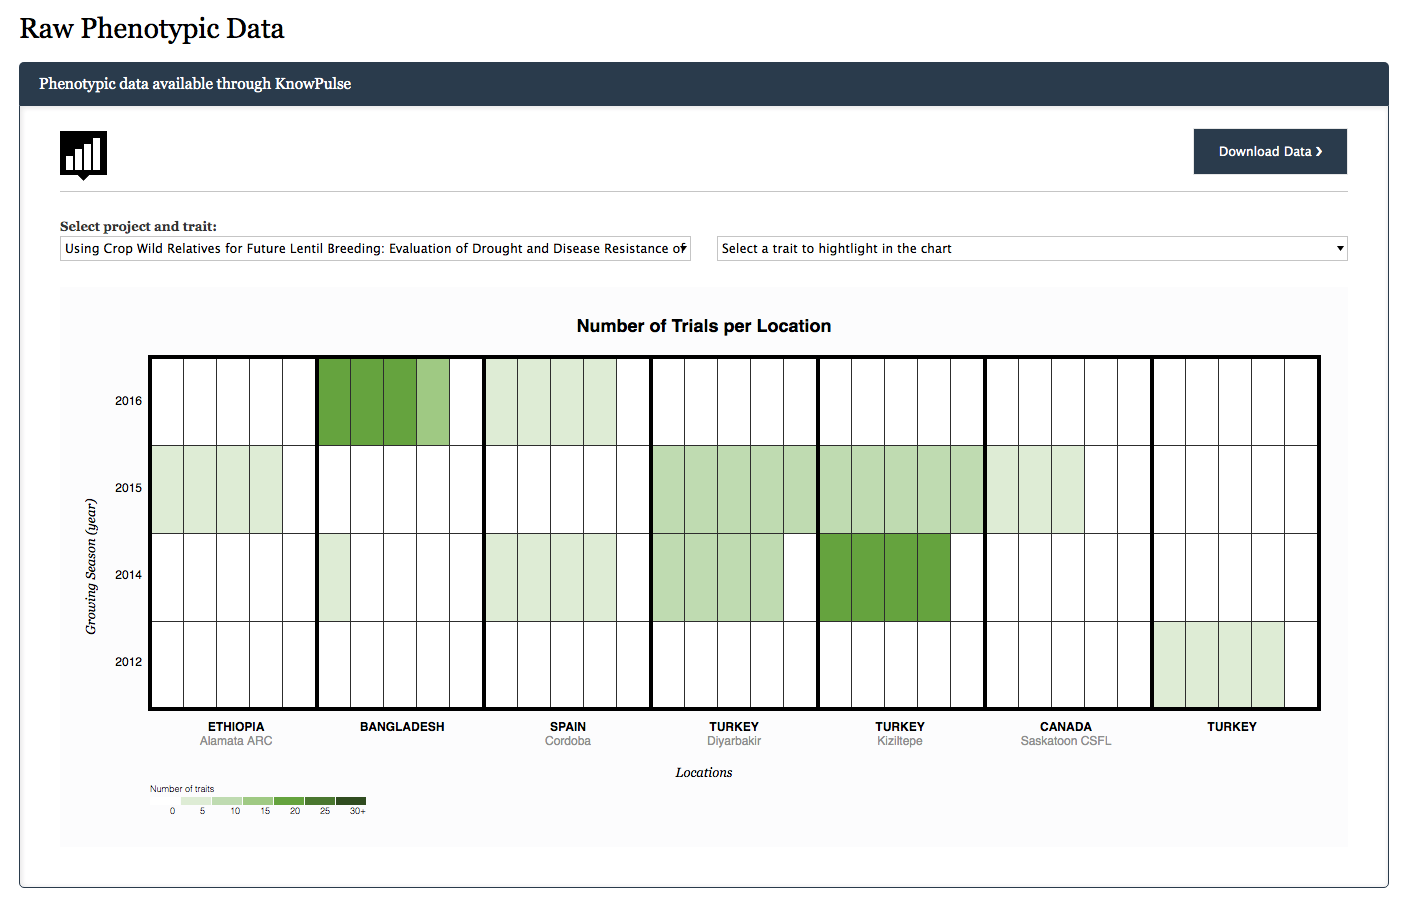 Raw Phenotypic Data
Phenotypic data available through KnowPulse
Download Data ❯
Select project and trait:
Using Crop Wild Relatives for Future Lentil Breeding: Evaluation of Drought and Disease Resistance of
Select a trait to hightlight in the chart
Number of Trials per Location
2016
2015
2014
2012
Growing Season (year)
ETHIOPIA BANGLADESH SPAIN TURKEY TURKEY CANADA TURKEY
Alamata ARC Cordoba Diyarbakir Kiziltepe Saskatoon CSFL
Locations
Number of traits
0 5 10 15 20 25 30+